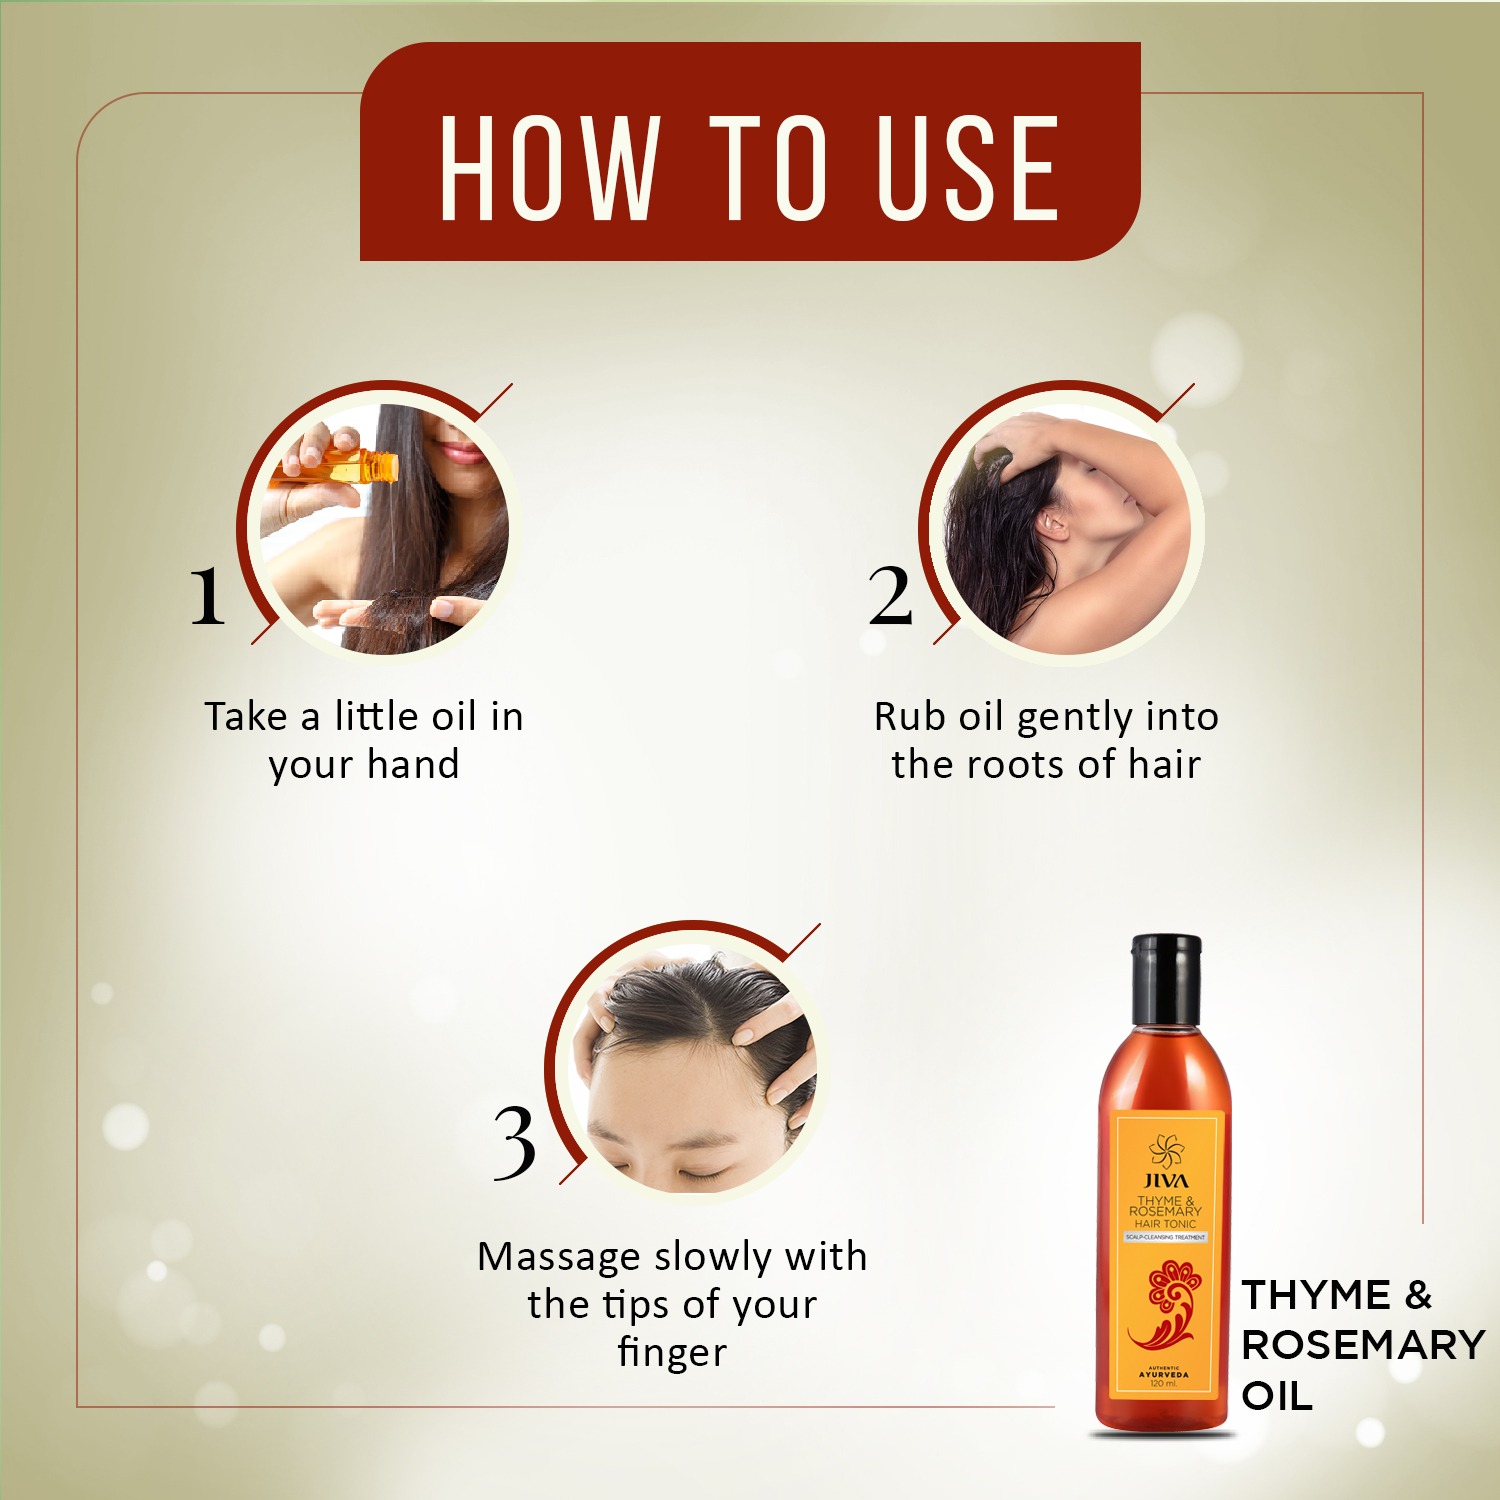 HOW TO USE
1
Take a little oil in
your hand
2
Rub oil gently into
the roots of hair
3
Massage slowly with
the tips of your
finger
JIVA
THYME &
ROSEMARY
HAIR TONIC
SCALP-CLEANSING TREATMENT
AUTHENTIC
AYURVEDA
120 ml.
THYME &
ROSEMARY
OIL